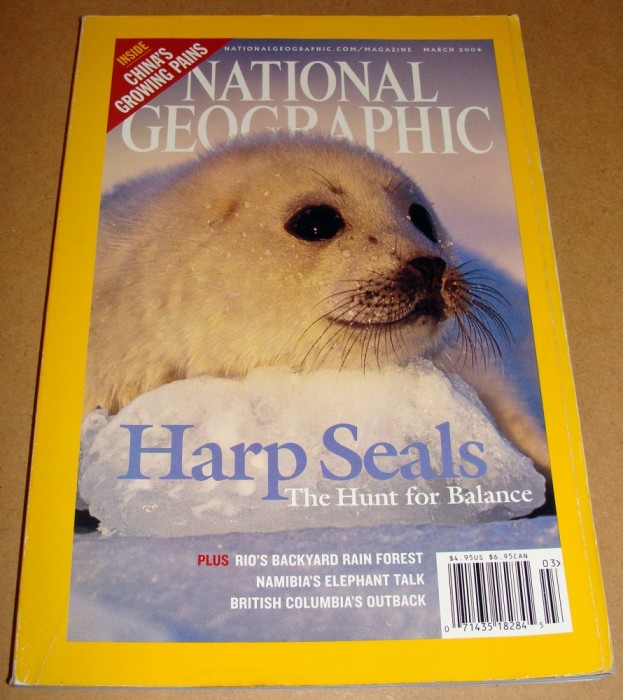 INSIDE
CHINA'S
GROWING PAINS
NATIONALGEOGRAPHIC.COM/MAGAZINE MARCH 2004
NATIONAL
GEOGRAPHIC
Harp Seals
The Hunt for Balance
PLUS RIO'S BACKYARD RAIN FOREST
NAMIBIA'S ELEPHANT TALK
BRITISH COLUMBIA'S OUTBACK
$4.95US $6.95CAN
03>
0 71435 18284 5